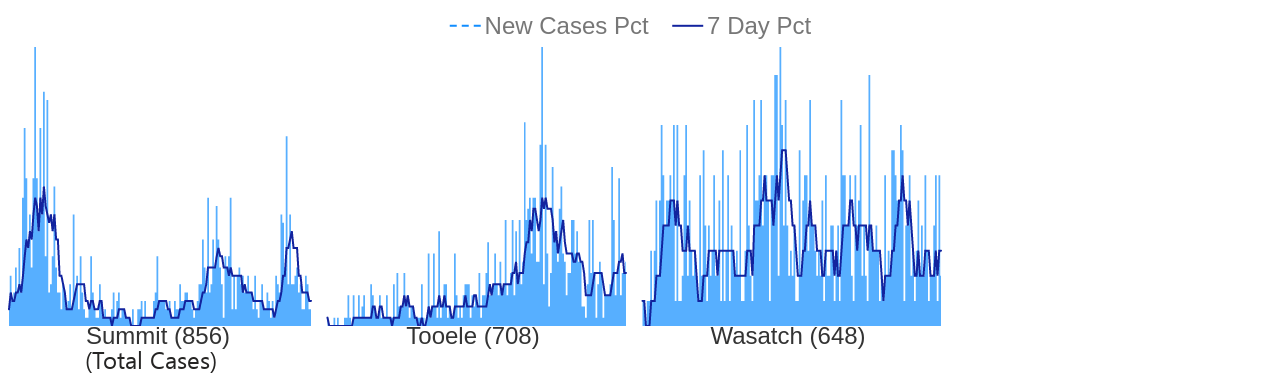 New Cases Pct 7 Day Pct
Summit (856) Tooele (708) Wasatch (648)
(Total Cases)